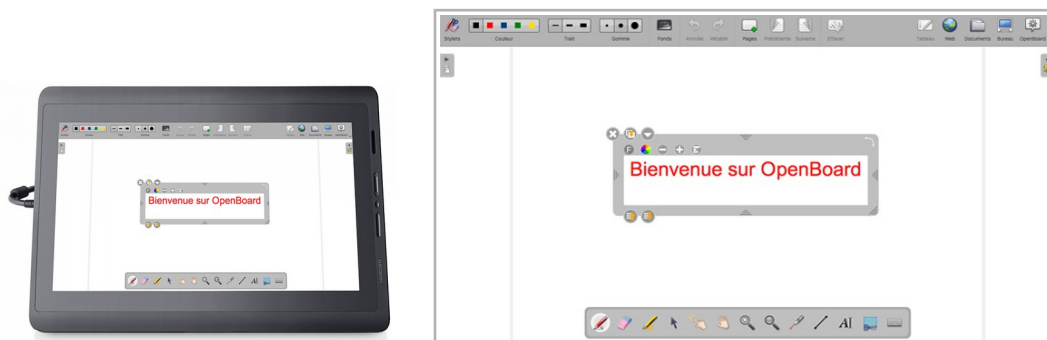 Bienvenue sur OpenBoard
Stylets Couleur Trait Gomme Fonds Annuler Rétablir Pages Précédente Suivante Effacer Tableau Web Documents Bureau OpenBoard
Bienvenue sur OpenBoard
AI